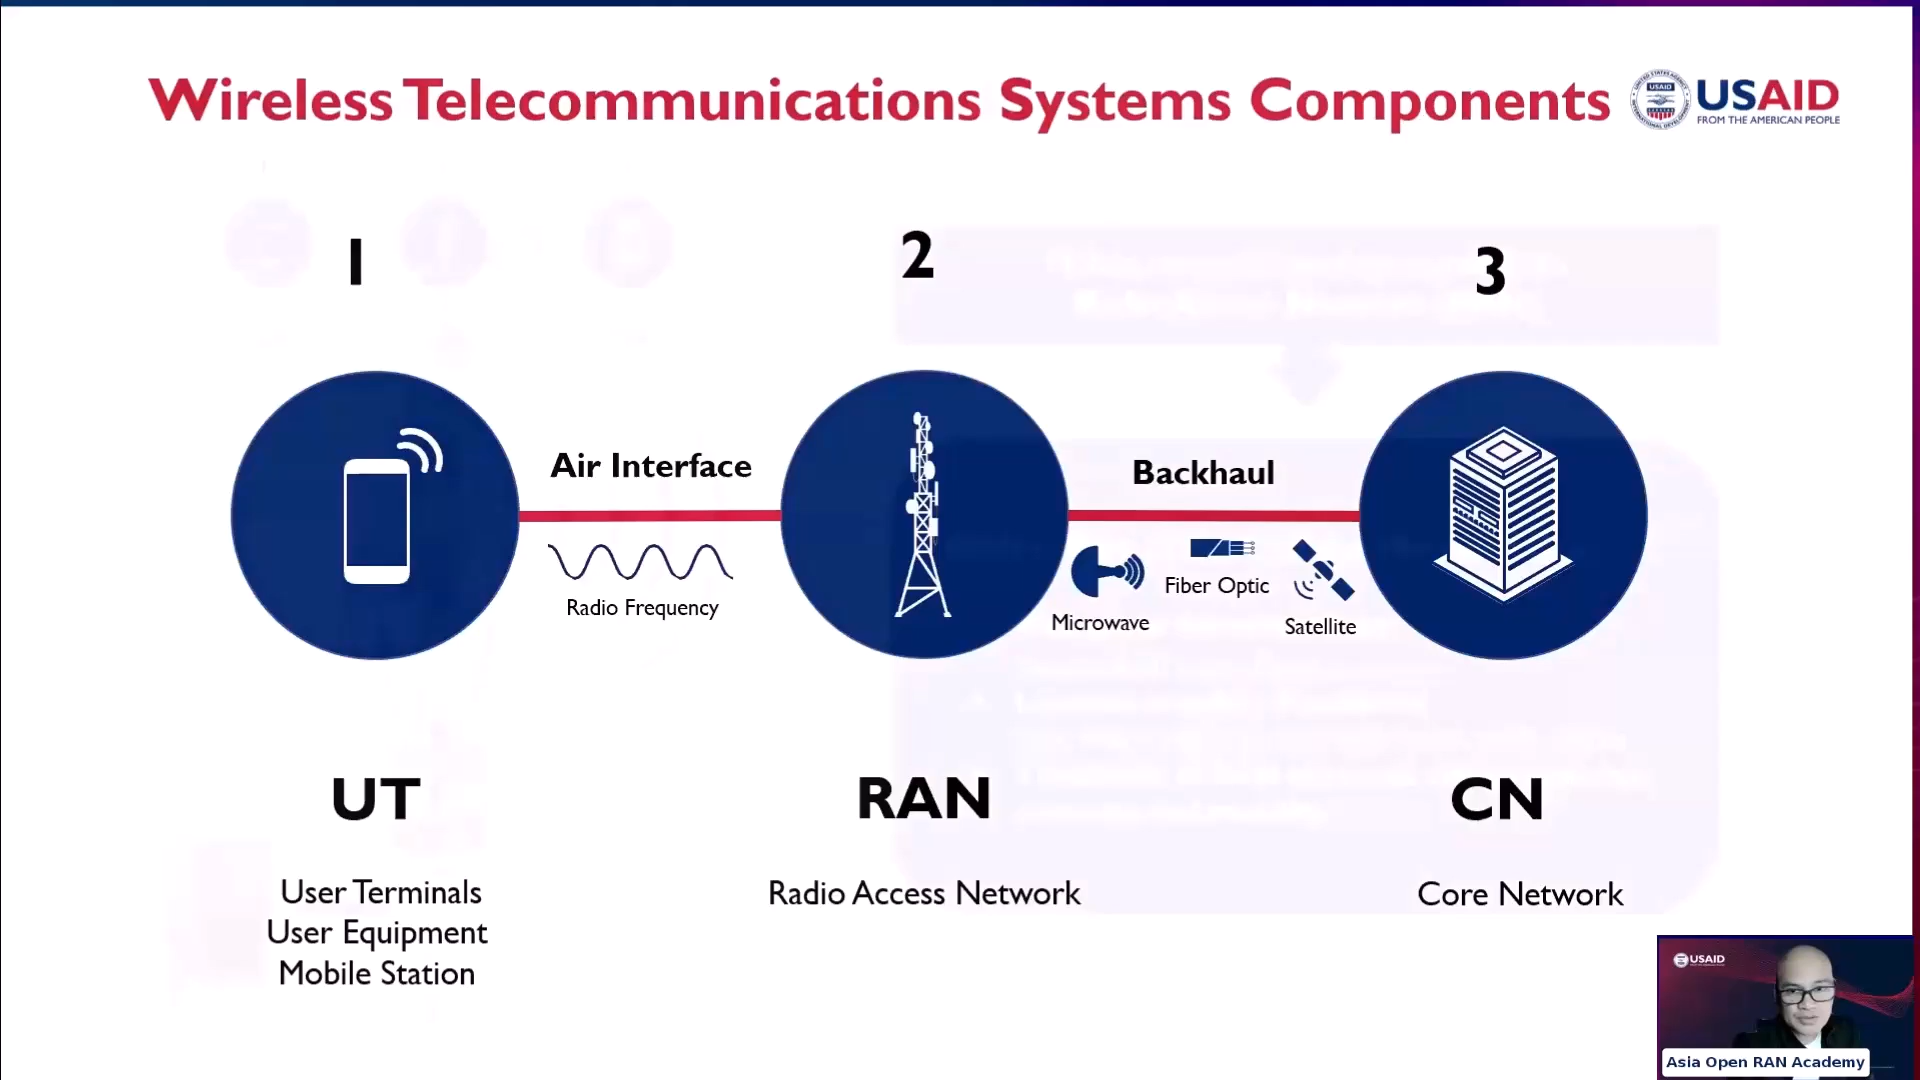 Wireless Telecommunications Systems Components
USAID
FROM THE AMERICAN PEOPLE
1
2
3
Air Interface
Radio Frequency
Backhaul
Microwave
Fiber Optic
Satellite
UT
RAN
CN
User Terminals
User Equipment
Mobile Station
Radio Access Network
Core Network
USAID
Asia Open RAN Academy